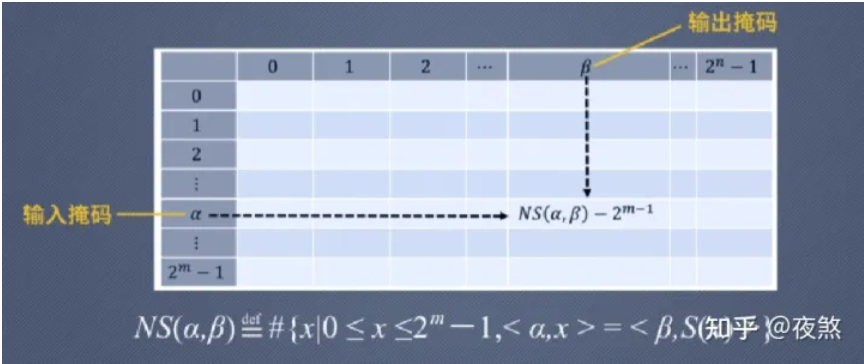 输出掩码
0 1 2 ⋯ β ⋯ 2ⁿ − 1
0
1
2
⋮
输入掩码 α NS(α,β) − 2ᵐ⁻¹
⋮
2ᵐ − 1
NS(α,β) ≝ #{x|0 ≤ x ≤2ᵐ − 1,< α,x > = < β,S( }
知乎 @夜煞